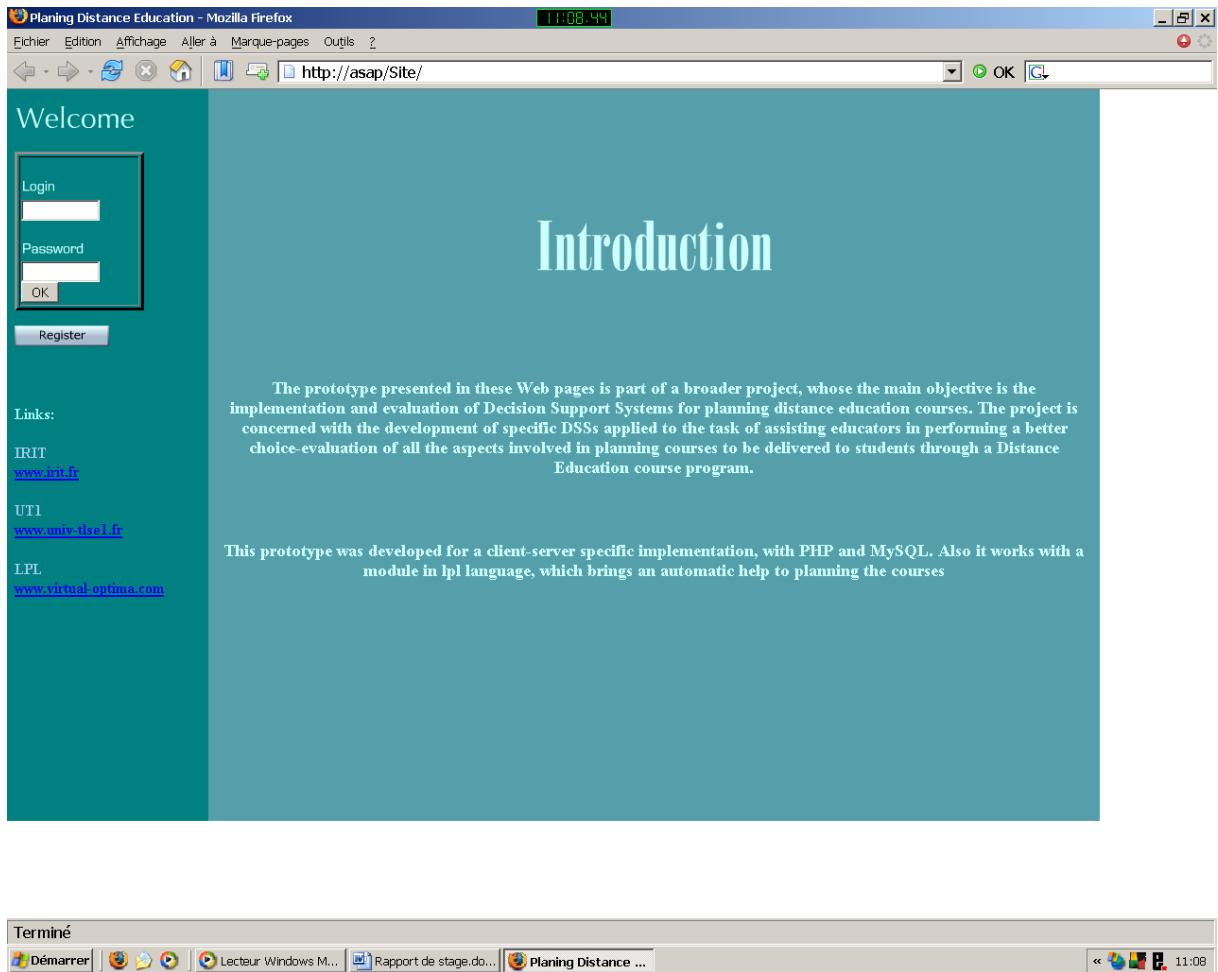 Planing Distance Education - Mozilla Firefox
11:08:44
Fichier Edition Affichage Aller à Marque-pages Outils ?
http://asap/Site/
OK
G
Welcome
Login
Password
OK
Register
Links:
IRIT
www.irit.fr
UT1
www.univ-tlse1.fr
LPL
www.virtual-optima.com
Introduction
The prototype presented in these Web pages is part of a broader project, whose the main objective is the
implementation and evaluation of Decision Support Systems for planning distance education courses. The project is
concerned with the development of specific DSSs applied to the task of assisting educators in performing a better
choice-evaluation of all the aspects involved in planning courses to be delivered to students through a Distance
Education course program.
This prototype was developed for a client-server specific implementation, with PHP and MySQL. Also it works with a
module in lpl language, which brings an automatic help to planning the courses
Terminé
Démarrer
Lecteur Windows M...
Rapport de stage.do...
Planing Distance ...
«
11:08